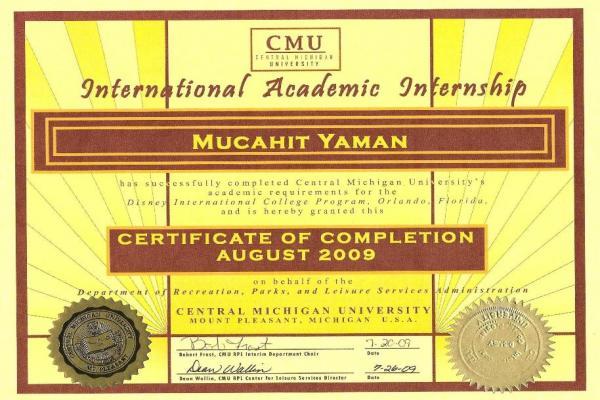 CMU
CENTRAL MICHIGAN
UNIVERSITY
International Academic Internship
MUCAHIT YAMAN
has successfully completed Central Michigan University's
academic requirements for the
Disney International College Program, Orlando, Florida,
and is hereby granted this
CERTIFICATE OF COMPLETION
AUGUST 2009
on behalf of the
Department of Recreation, Parks, and Leisure Services Administration
CENTRAL MICHIGAN UNIVERSITY
MOUNT PLEASANT, MICHIGAN U.S.A.
7-20-09
Robert Frost, CMU RPL Interim Department Chair Date
Dean Wallin 7-26-09
Dean Wallin, CMU RPL Center for Leisure Services Director Date